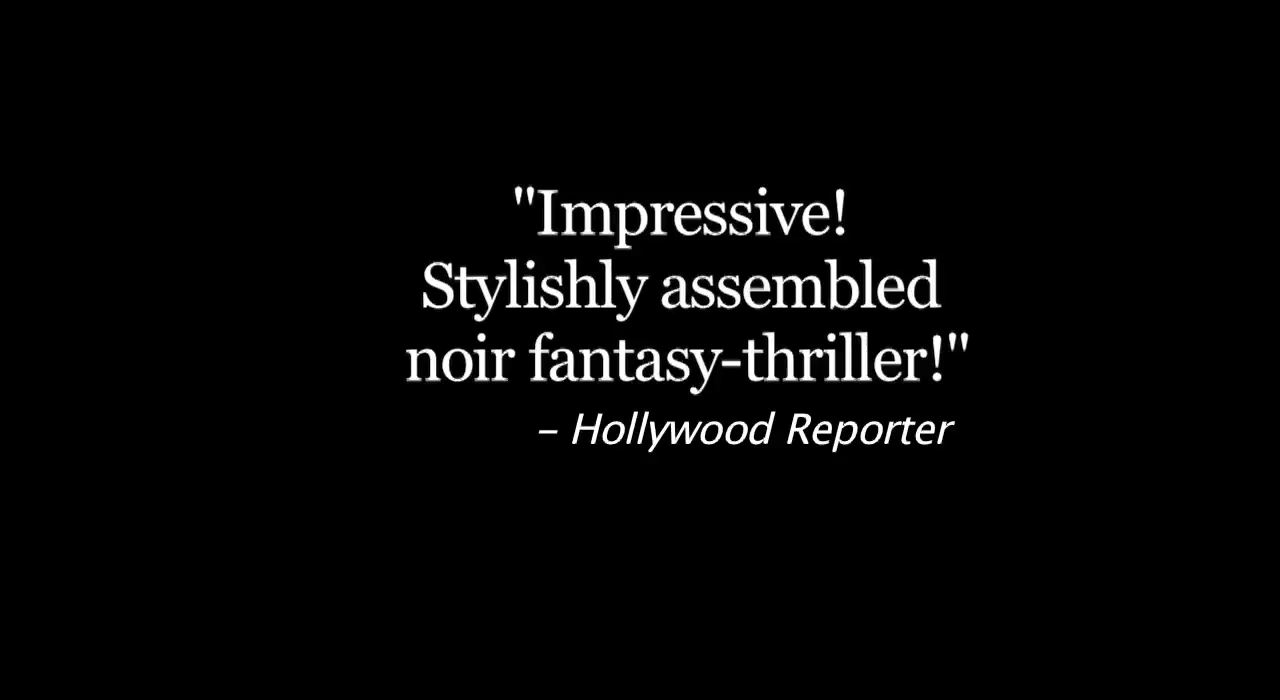 "Impressive!
Stylishly assembled
noir fantasy-thriller!"
– Hollywood Reporter